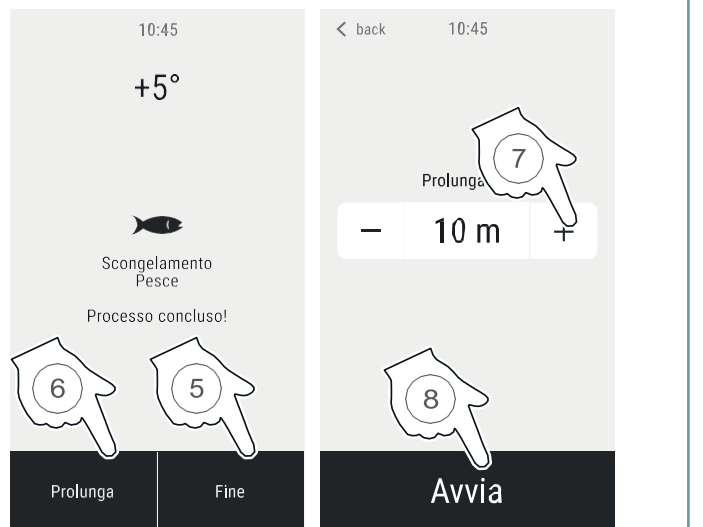 10:45
+5°
Scongelamento
Pesce
Processo concluso!
6
5
Prolunga
Fine
back
10:45
7
Prolunga
− 10 m +
8
Avvia